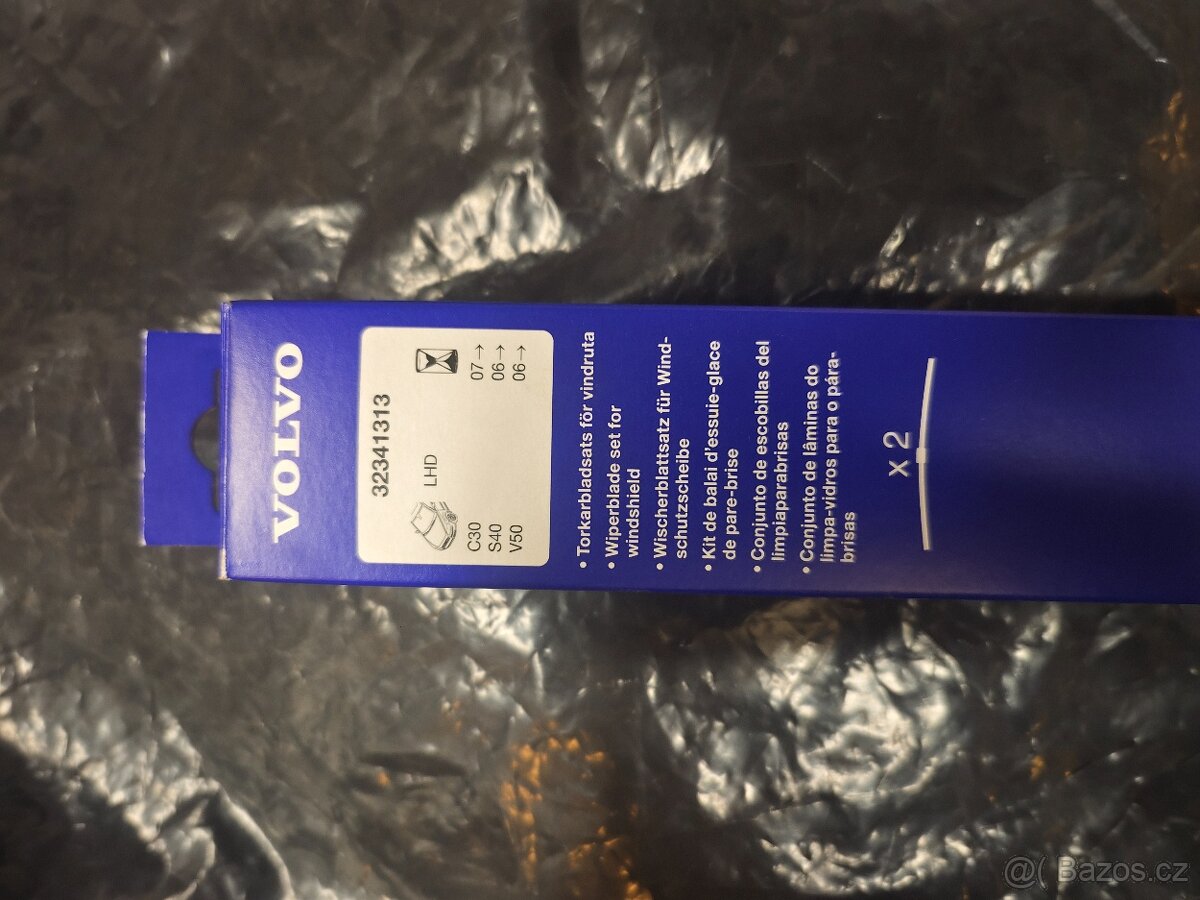 VOLVO
32341313
LHD
C30 07→
S40 06→
V50 06→
• Torkarbladsats för vindruta
• Wiperblade set for
windshield
• Wischerblattsatz für Wind-
schutzscheibe
• Kit de balai d'essuie-glace
de pare-brise
• Conjunto de escobillas del
limpiaparabrisas
• Conjunto de lâminas do
limpa-vidros para o pára-
brisas
x 2
@( Bazos.cz